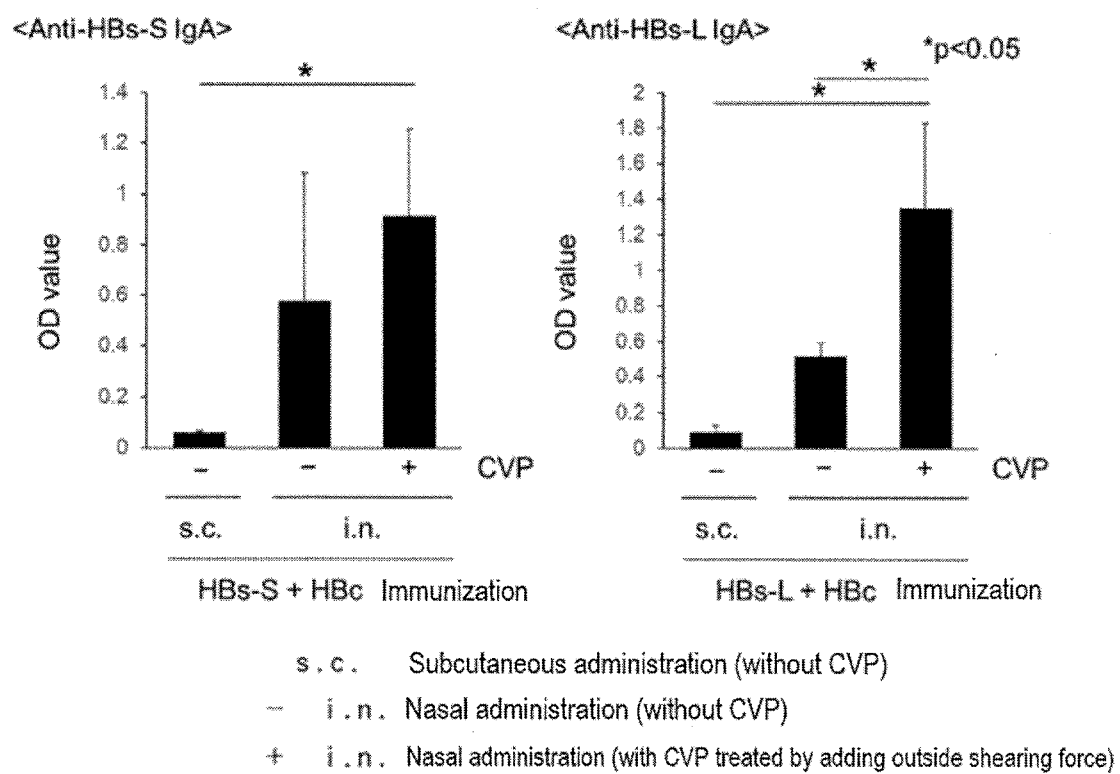 <Anti-HBs-S IgA>
*
1.4
1.2
1
0.8
0.6
0.4
0.2
0
OD value
− − + CVP
s.c. i.n.
HBs-S + HBc Immunization
<Anti-HBs-L IgA>
*p<0.05
*
*
2
1.8
1.6
1.4
1.2
1
0.8
0.6
0.4
0.2
0
OD value
− − + CVP
s.c. i.n.
HBs-L + HBc Immunization
s.c. Subcutaneous administration (without CVP)
− i.n. Nasal administration (without CVP)
+ i.n. Nasal administration (with CVP treated by adding outside shearing force)